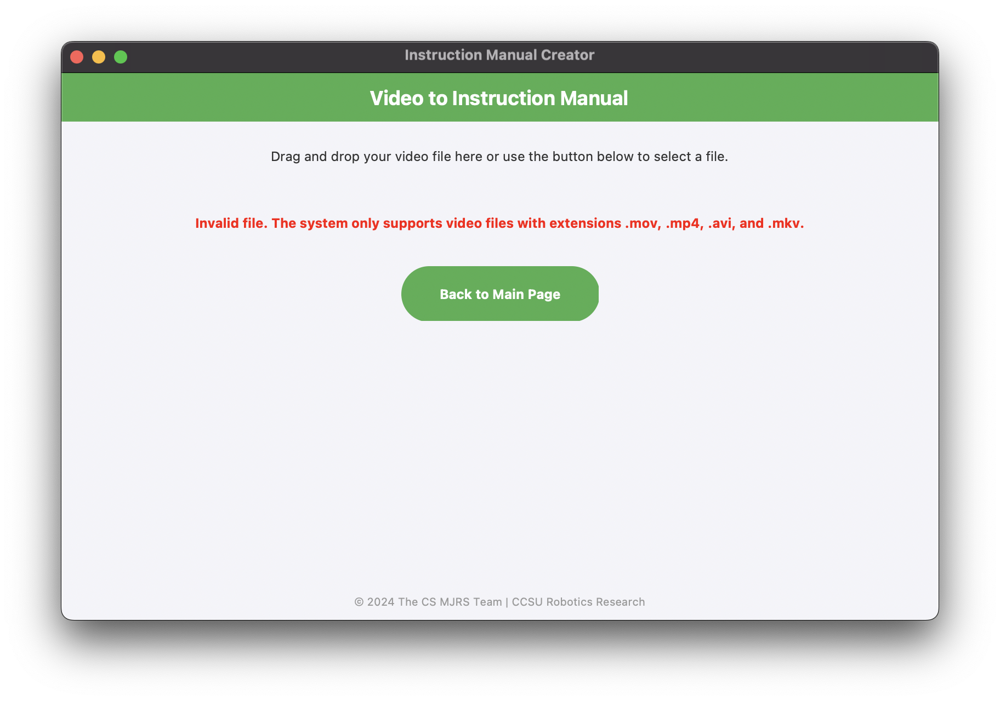 Instruction Manual Creator
Video to Instruction Manual
Drag and drop your video file here or use the button below to select a file.
Invalid file. The system only supports video files with extensions .mov, .mp4, .avi, and .mkv.
Back to Main Page
© 2024 The CS MJRS Team | CCSU Robotics Research